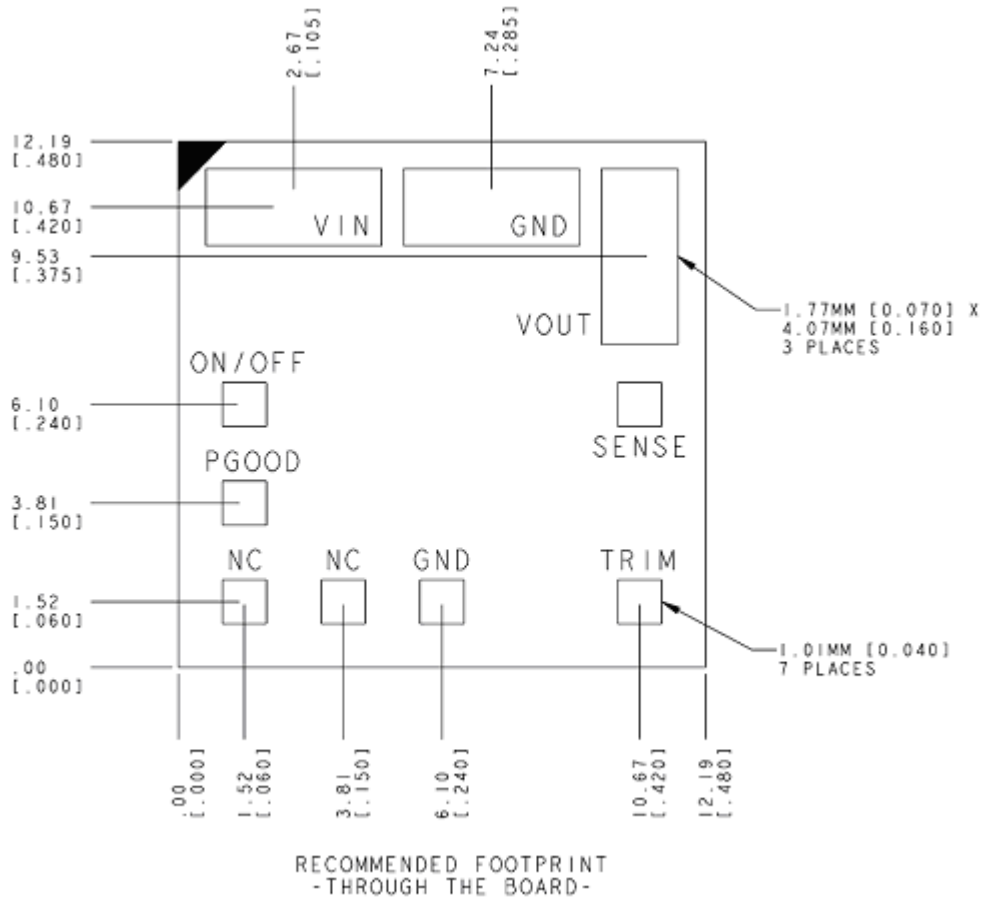 2.67
[.105]
7.24
[.285]
12.19
[.480]
10.67
[.420]
VIN
GND
9.53
[.375]
1.77MM [0.070] X
4.07MM [0.160]
3 PLACES
VOUT
ON/OFF
6.10
[.240]
SENSE
PGOOD
3.81
[.150]
NC
NC
GND
TRIM
1.52
[.060]
1.01MM [0.040]
7 PLACES
.00
[.000]
.00
[.000]
1.52
[.060]
3.81
[.150]
6.10
[.240]
10.67
[.420]
12.19
[.480]
RECOMMENDED FOOTPRINT
-THROUGH THE BOARD-